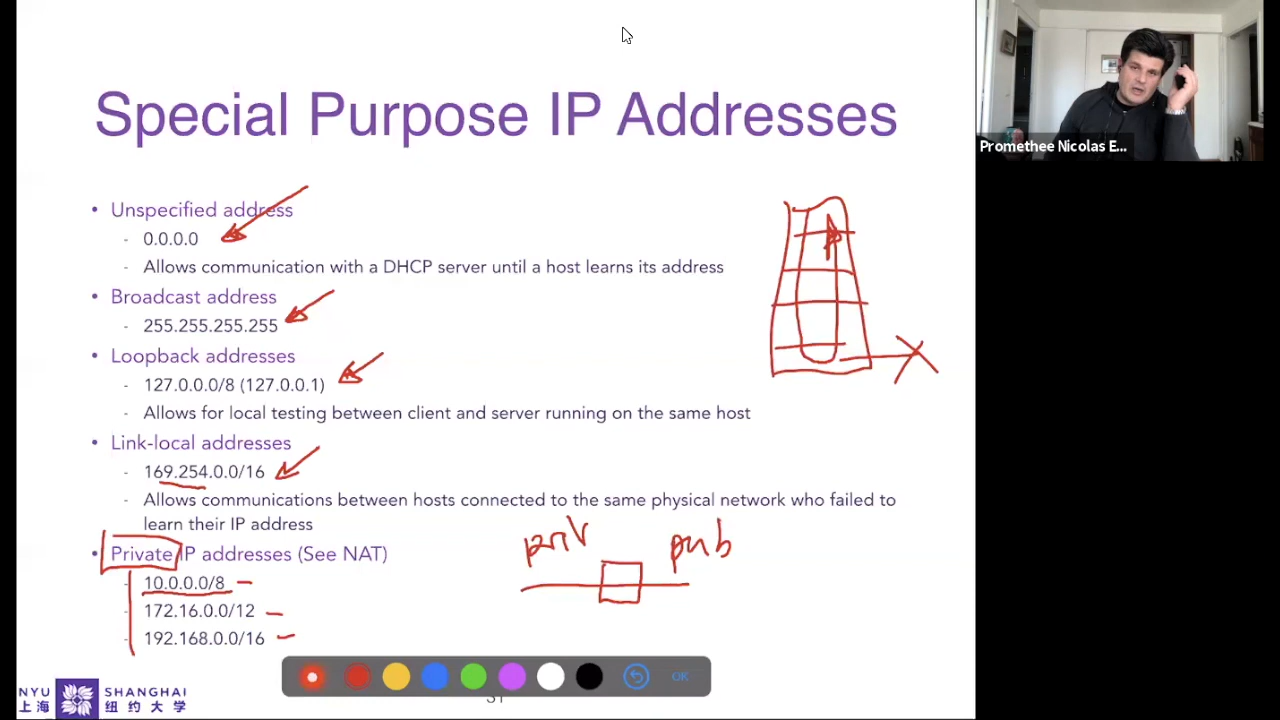 Special Purpose IP Addresses
Promethee Nicolas E...
• Unspecified address
- 0.0.0.0
- Allows communication with a DHCP server until a host learns its address
• Broadcast address
- 255.255.255.255
• Loopback addresses
- 127.0.0.0/8 (127.0.0.1)
- Allows for local testing between client and server running on the same host
• Link-local addresses
- 169.254.0.0/16
- Allows communications between hosts connected to the same physical network who failed to
learn their IP address
• Private IP addresses (See NAT)
- 10.0.0.0/8
- 172.16.0.0/12
- 192.168.0.0/16
priv
pub
OK
NYU SHANGHAI
上海 纽约大学